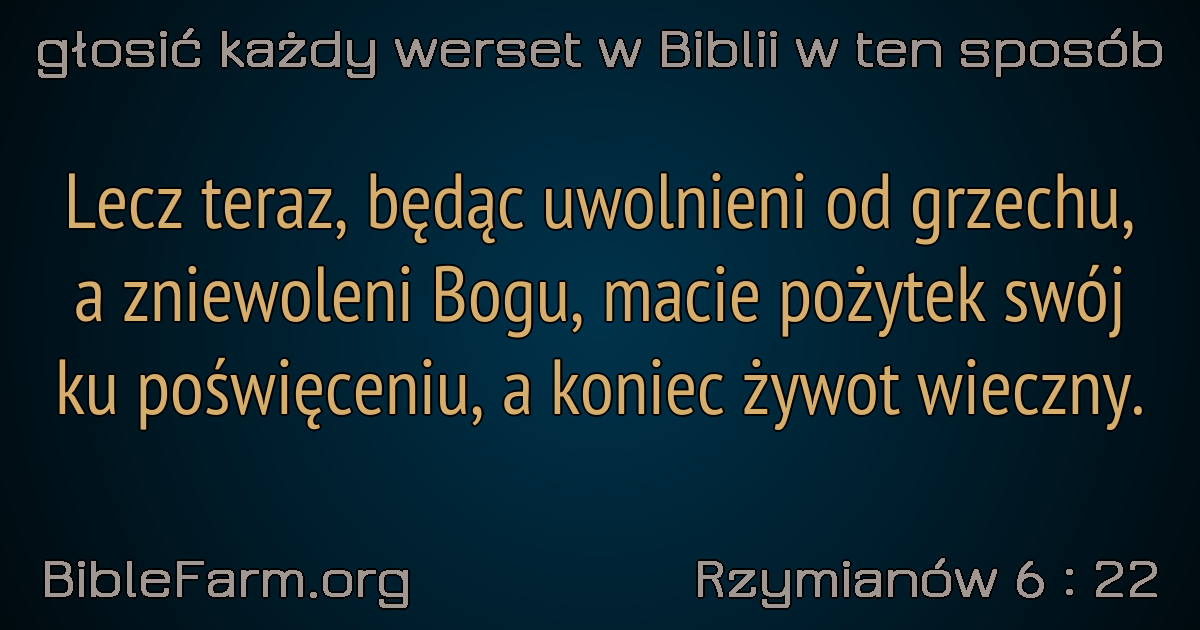 głosić każdy werset w Biblii w ten sposób
Lecz teraz, będąc uwolnieni od grzechu,
a zniewoleni Bogu, macie pożytek swój
ku poświęceniu, a koniec żywot wieczny.
BibleFarm.org
Rzymianów 6 : 22